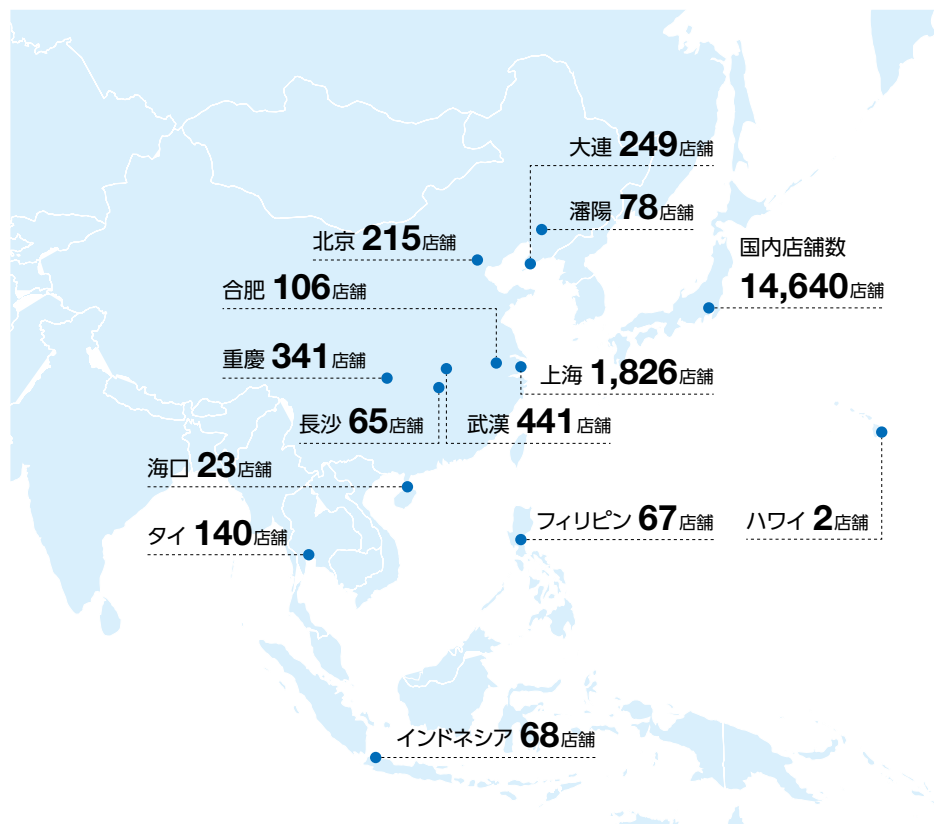 大連 249店舗
瀋陽 78店舗
北京 215店舗
国内店舗数
14,640店舗
合肥 106店舗
重慶 341店舗
上海 1,826店舗
長沙 65店舗
武漢 441店舗
海口 23店舗
タイ 140店舗
フィリピン 67店舗
ハワイ 2店舗
インドネシア 68店舗